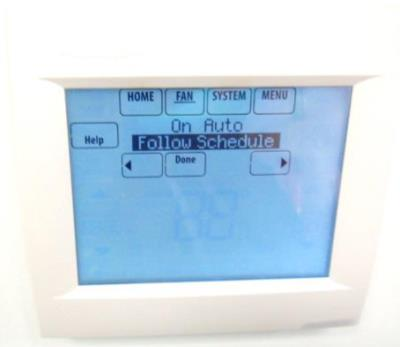 HOME FAN SYSTEM MENU
On Auto
Help Follow Schedule
Done